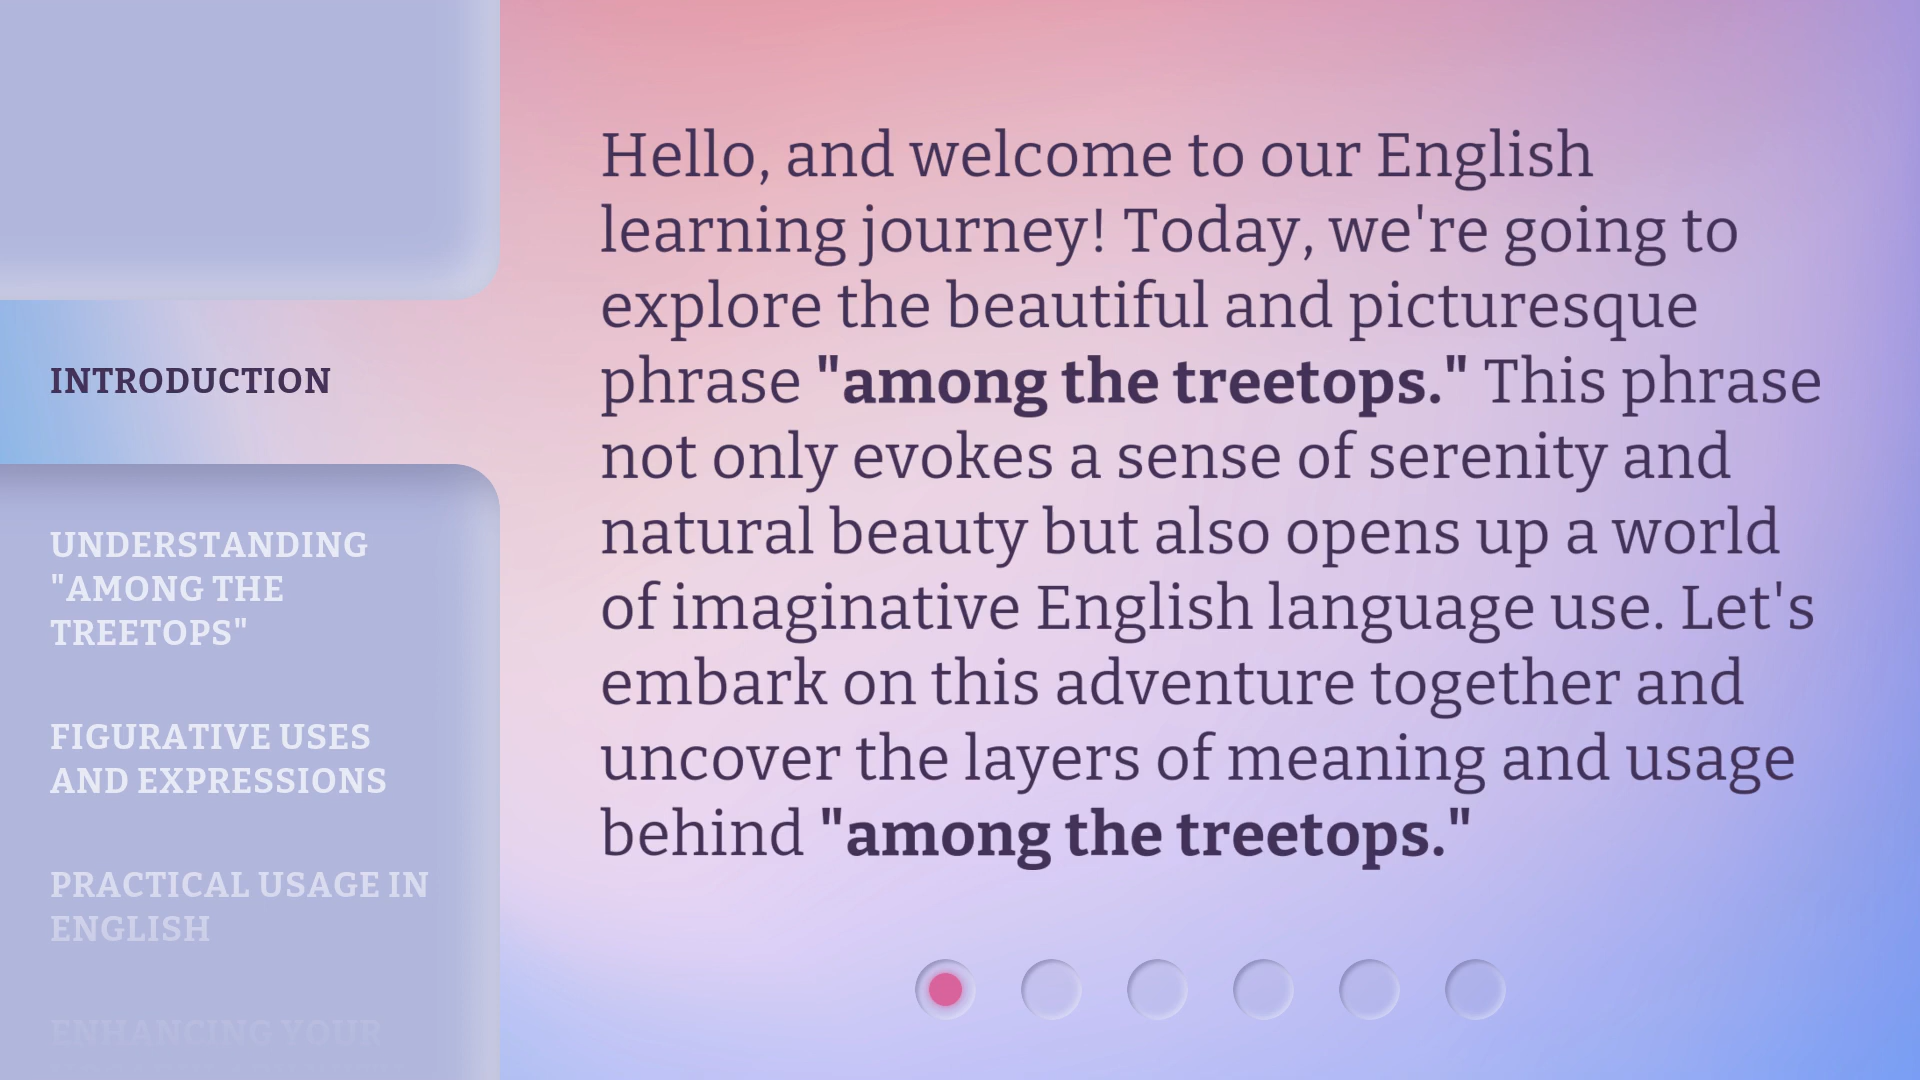 INTRODUCTION
UNDERSTANDING
"AMONG THE
TREETOPS"
FIGURATIVE USES
AND EXPRESSIONS
PRACTICAL USAGE IN
ENGLISH
ENHANCING YOUR
Hello, and welcome to our English
learning journey! Today, we're going to
explore the beautiful and picturesque
phrase "among the treetops." This phrase
not only evokes a sense of serenity and
natural beauty but also opens up a world
of imaginative English language use. Let's
embark on this adventure together and
uncover the layers of meaning and usage
behind "among the treetops."